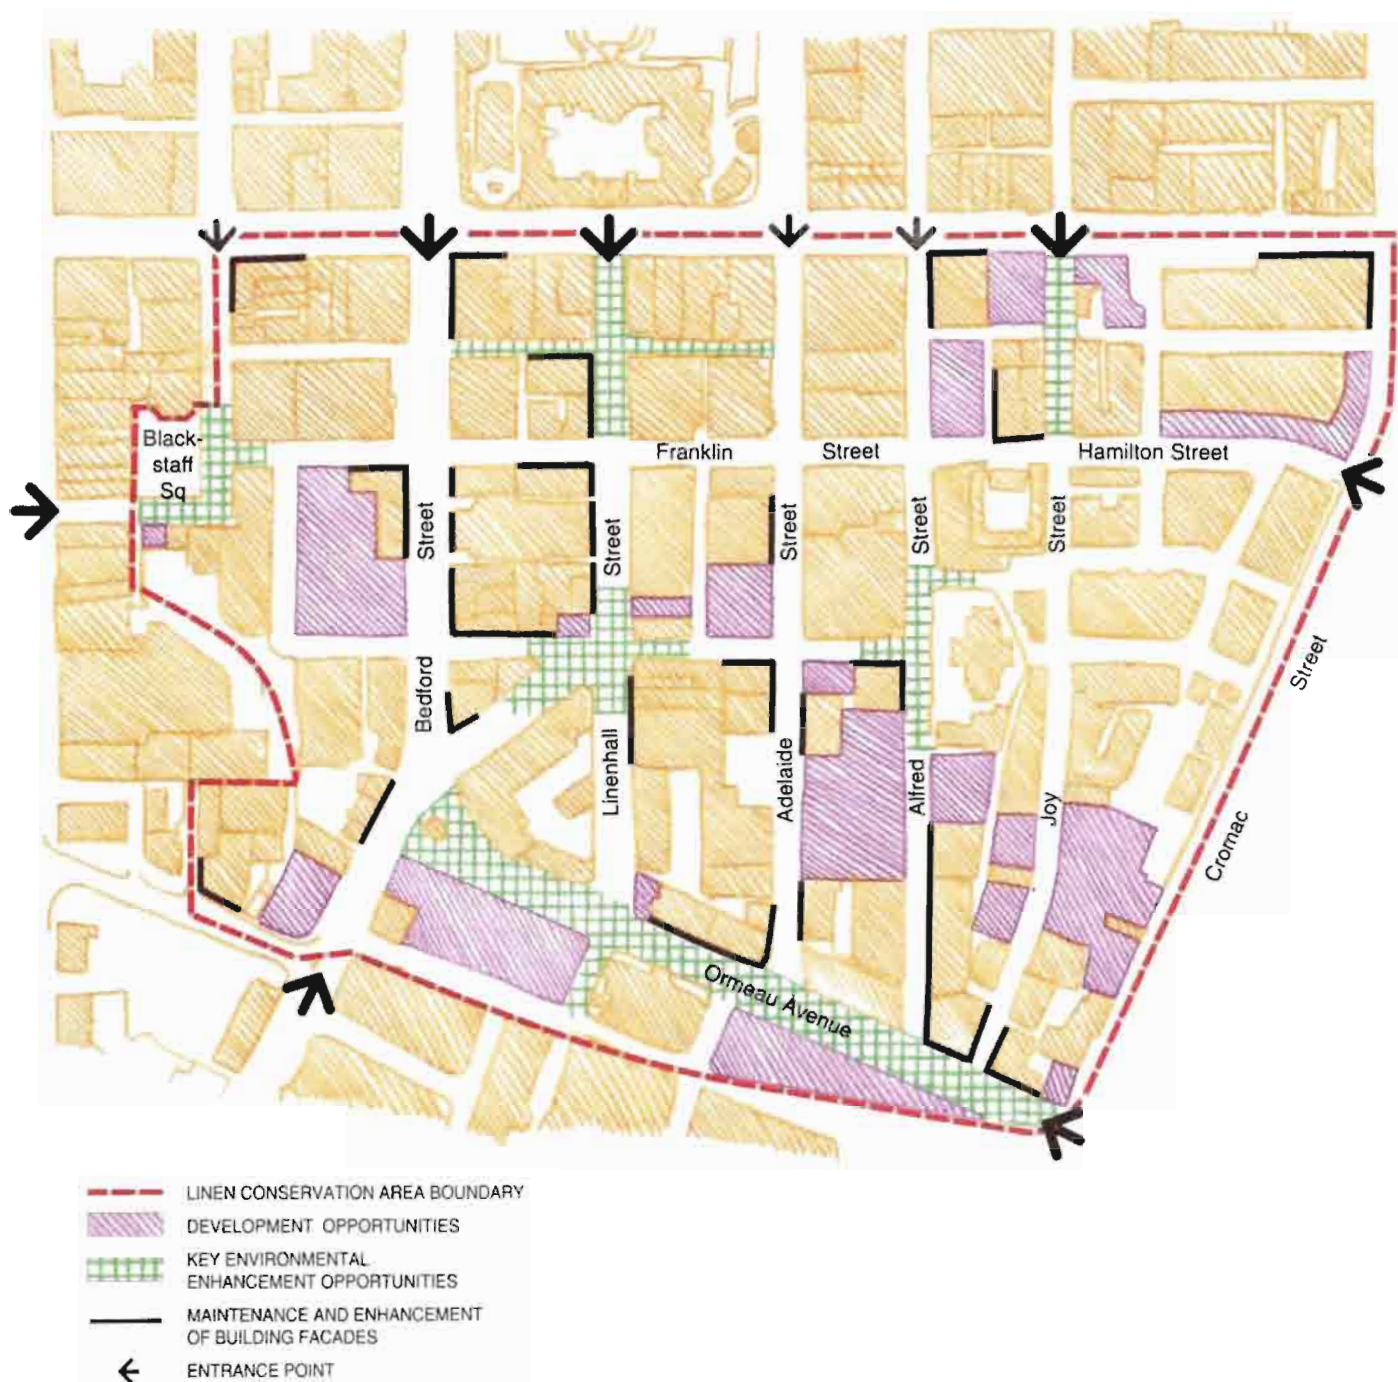 Black-
staff
Sq
Franklin
Street
Hamilton Street
Street
Street
Street
Street
Street
Bedford
Linenhall
Adelaide
Alfred
Joy
Cromac
Street
Ormeau Avenue
LINEN CONSERVATION AREA BOUNDARY
DEVELOPMENT OPPORTUNITIES
KEY ENVIRONMENTAL
ENHANCEMENT OPPORTUNITIES
MAINTENANCE AND ENHANCEMENT
OF BUILDING FACADES
ENTRANCE POINT